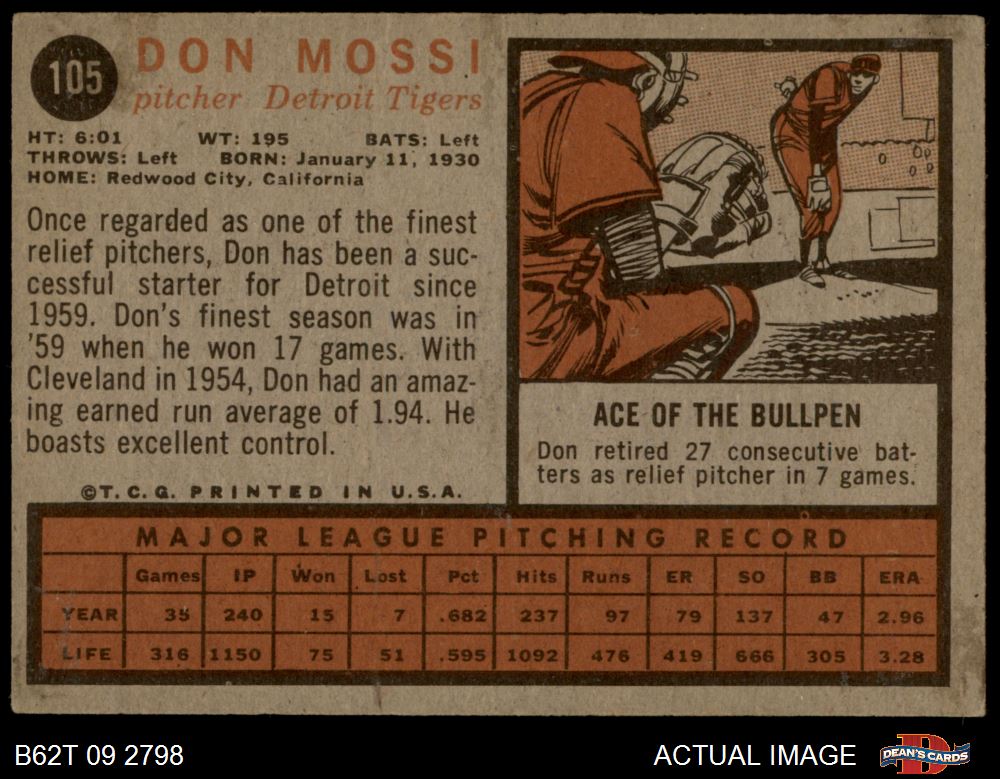 105
DON MOSSI
pitcher Detroit Tigers
HT: 6:01 WT: 195 BATS: Left
THROWS: Left BORN: January 11, 1930
HOME: Redwood City, California
Once regarded as one of the finest
relief pitchers, Don has been a suc-
cessful starter for Detroit since
1959. Don's finest season was in
'59 when he won 17 games. With
Cleveland in 1954, Don had an amaz-
ing earned run average of 1.94. He
boasts excellent control.
©T.C.G. PRINTED IN U.S.A.
ACE OF THE BULLPEN
Don retired 27 consecutive bat-
ters as relief pitcher in 7 games.
MAJOR LEAGUE PITCHING RECORD
Games IP Won Lost Pct Hits Runs ER SO BB ERA
YEAR 35 240 15 7 .682 237 97 79 137 47 2.96
LIFE 316 1150 75 51 .595 1092 476 419 666 305 3.28
B62T 09 2798 ACTUAL IMAGE DEAN'S CARDS